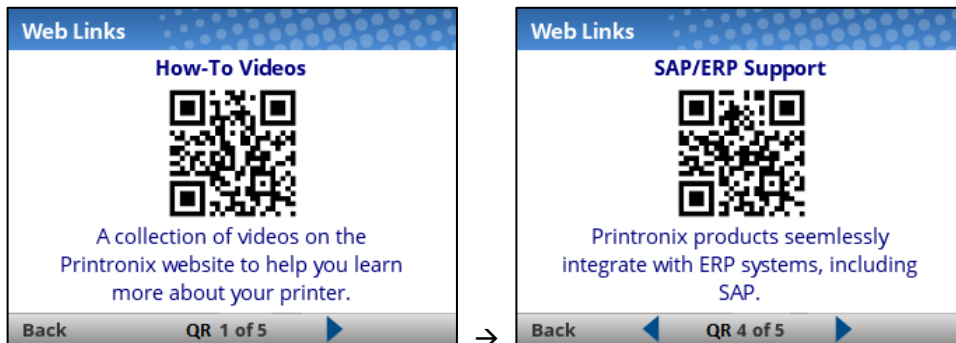 Web Links
How-To Videos
A collection of videos on the
Printronix website to help you learn
more about your printer.
Back QR 1 of 5
→
Web Links
SAP/ERP Support
Printronix products seemlessly
integrate with ERP systems, including
SAP.
Back QR 4 of 5